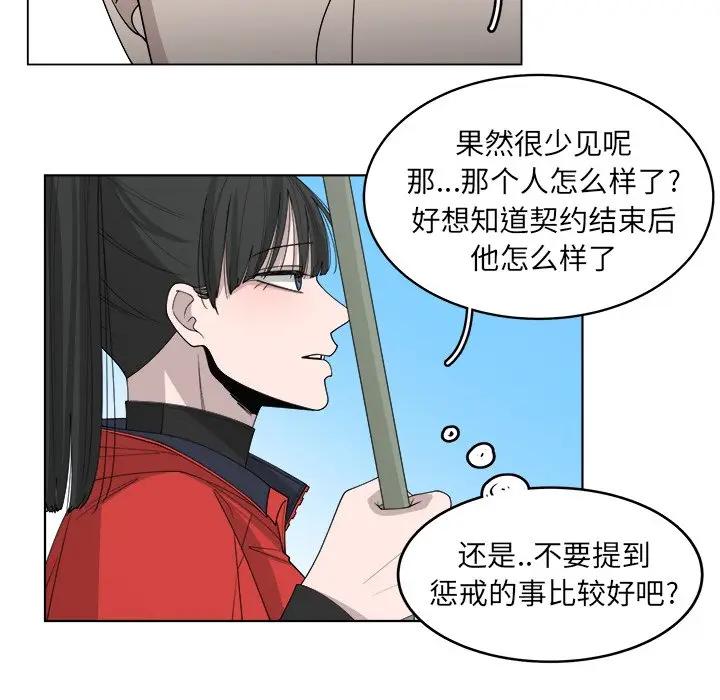 果然很少见呢
那...那个人怎么样了?
好想知道契约结束后
他怎么样了
还是..不要提到
惩戒的事比较好吧?